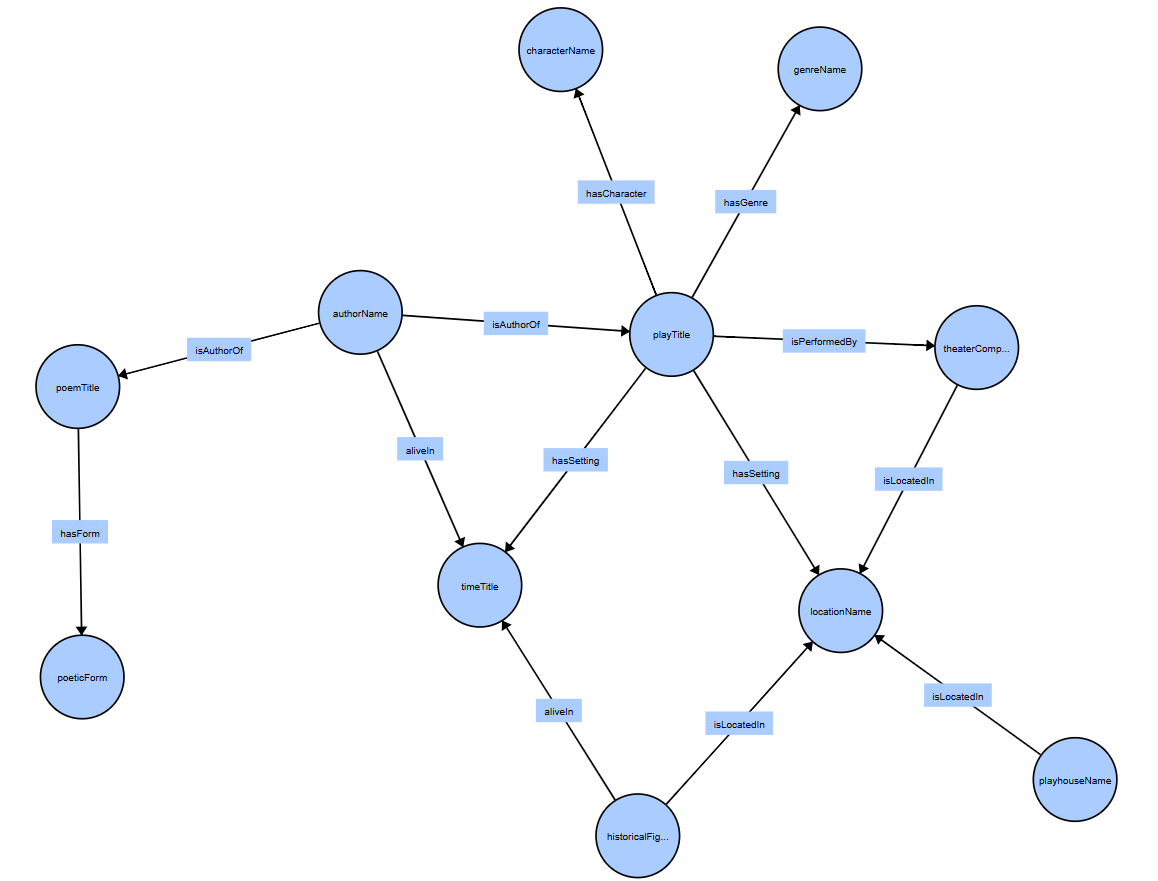 characterName
genreName
hasCharacter
hasGenre
authorName
isAuthorOf
playTitle
isPerformedBy
theaterComp...
isAuthorOf
poemTitle
aliveIn
hasSetting
hasSetting
isLocatedIn
hasForm
timeTitle
locationName
poeticForm
aliveIn
isLocatedIn
isLocatedIn
playhouseName
historicalFig...